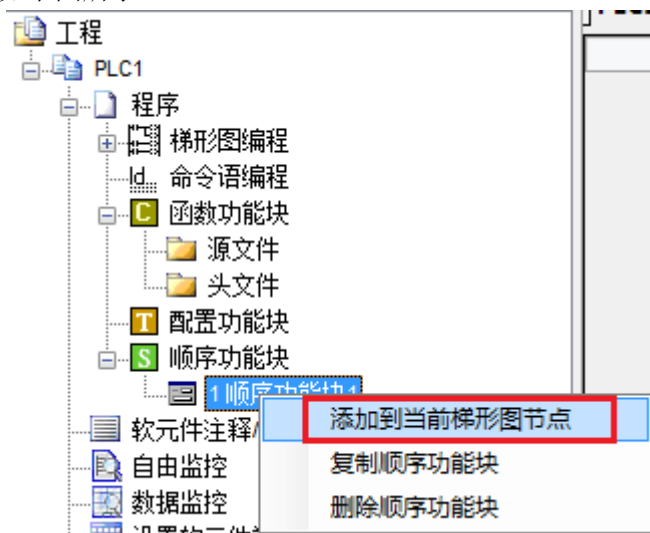 工程
PLC1
程序
梯形图编程
命令语编程
函数功能块
源文件
头文件
配置功能块
顺序功能块
1 顺序功能块1
添加到当前梯形图节点
软元件注释/
自由监控
复制顺序功能块
数据监控
删除顺序功能块